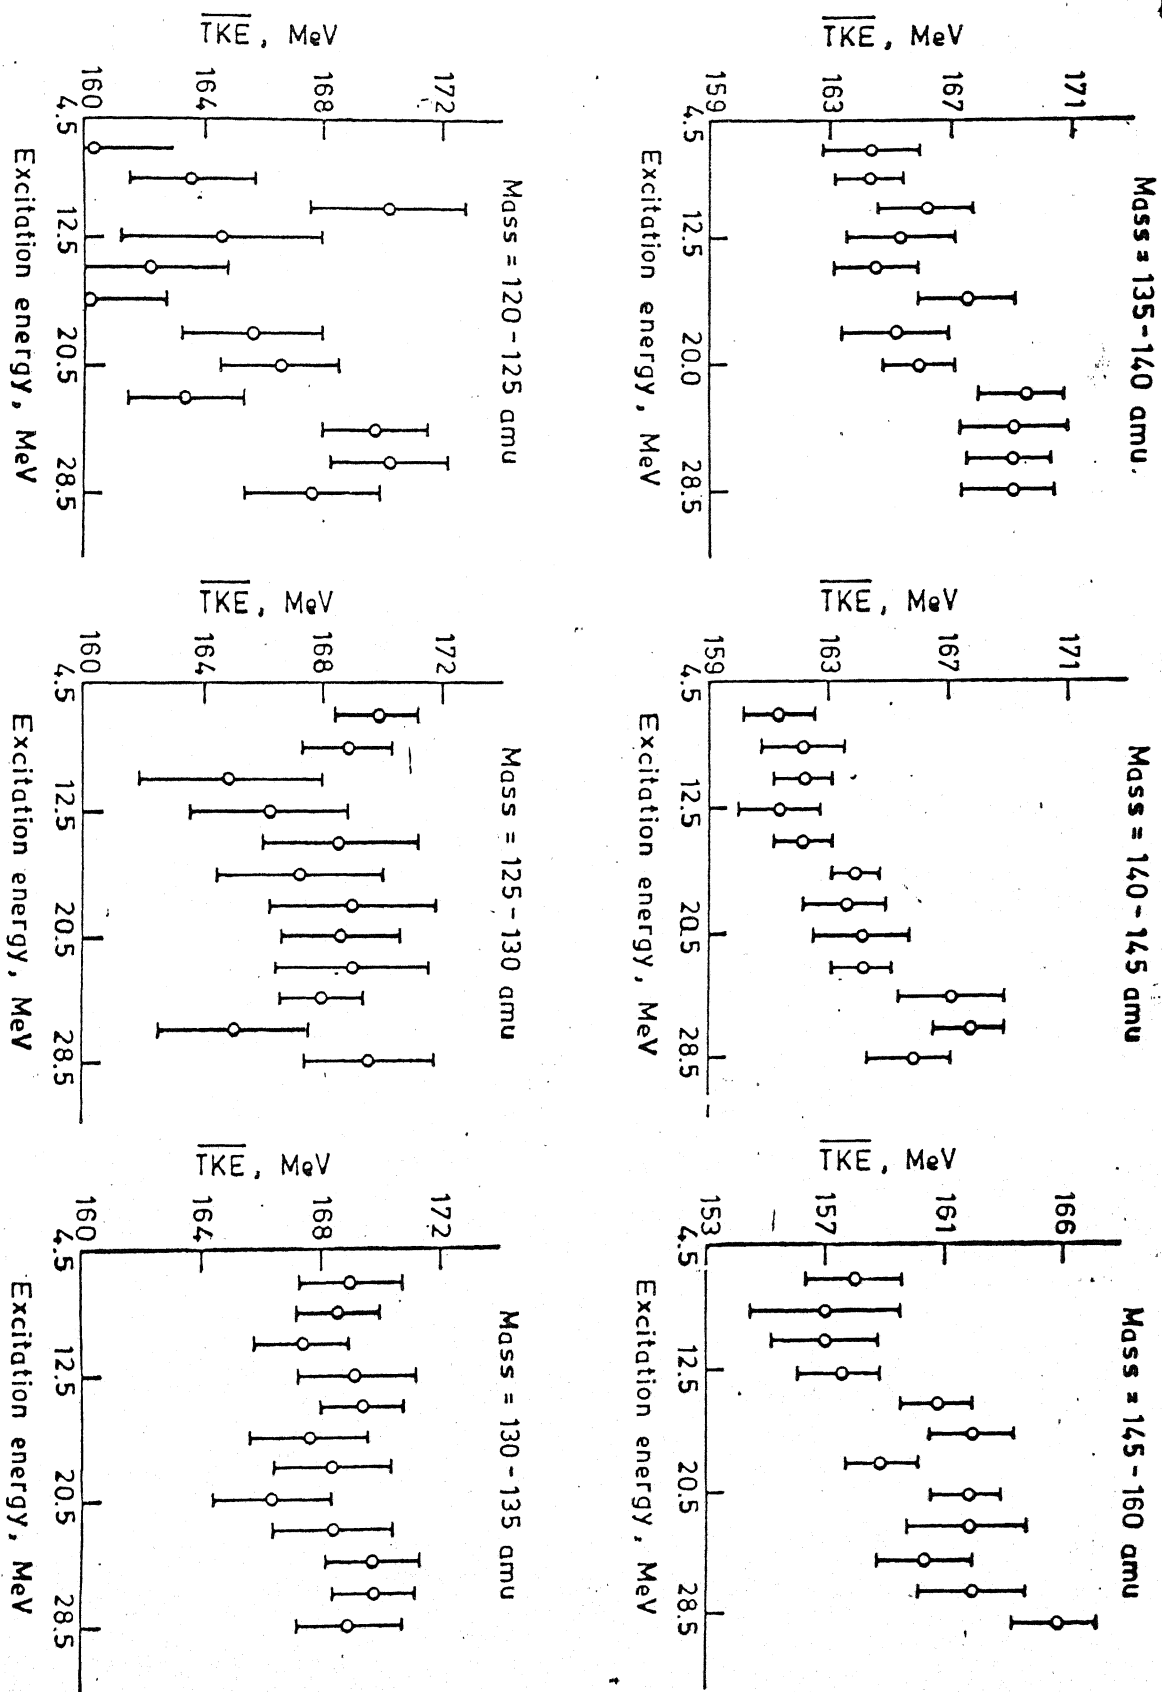 Mass = 135-140 amu.
T̅K̅E̅, MeV
171
167
163
159
4.5 12.5 20.0 28.5
Excitation energy, MeV
Mass = 140-145 amu
T̅K̅E̅, MeV
171
167
163
159
4.5 12.5 20.5 28.5
Excitation energy, MeV
Mass = 145-160 amu
T̅K̅E̅, MeV
166
161
157
153
4.5 12.5 20.5 28.5
Excitation energy, MeV
Mass = 120-125 amu
T̅K̅E̅, MeV
172
168
164
160
4.5 12.5 20.5 28.5
Excitation energy, MeV
Mass = 125-130 amu
T̅K̅E̅, MeV
172
168
164
160
4.5 12.5 20.5 28.5
Excitation energy, MeV
Mass = 130-135 amu
T̅K̅E̅, MeV
172
168
164
160
4.5 12.5 20.5 28.5
Excitation energy, MeV